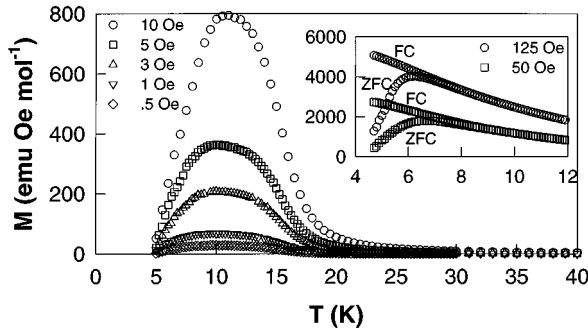 800
600
400
200
0
M (emu Oe mol-1)
10 Oe
5 Oe
3 Oe
1 Oe
.5 Oe
6000
4000
2000
0
FC
ZFC
FC
ZFC
125 Oe
50 Oe
4 6 8 10 12
0 5 10 15 20 25 30 35 40
T (K)